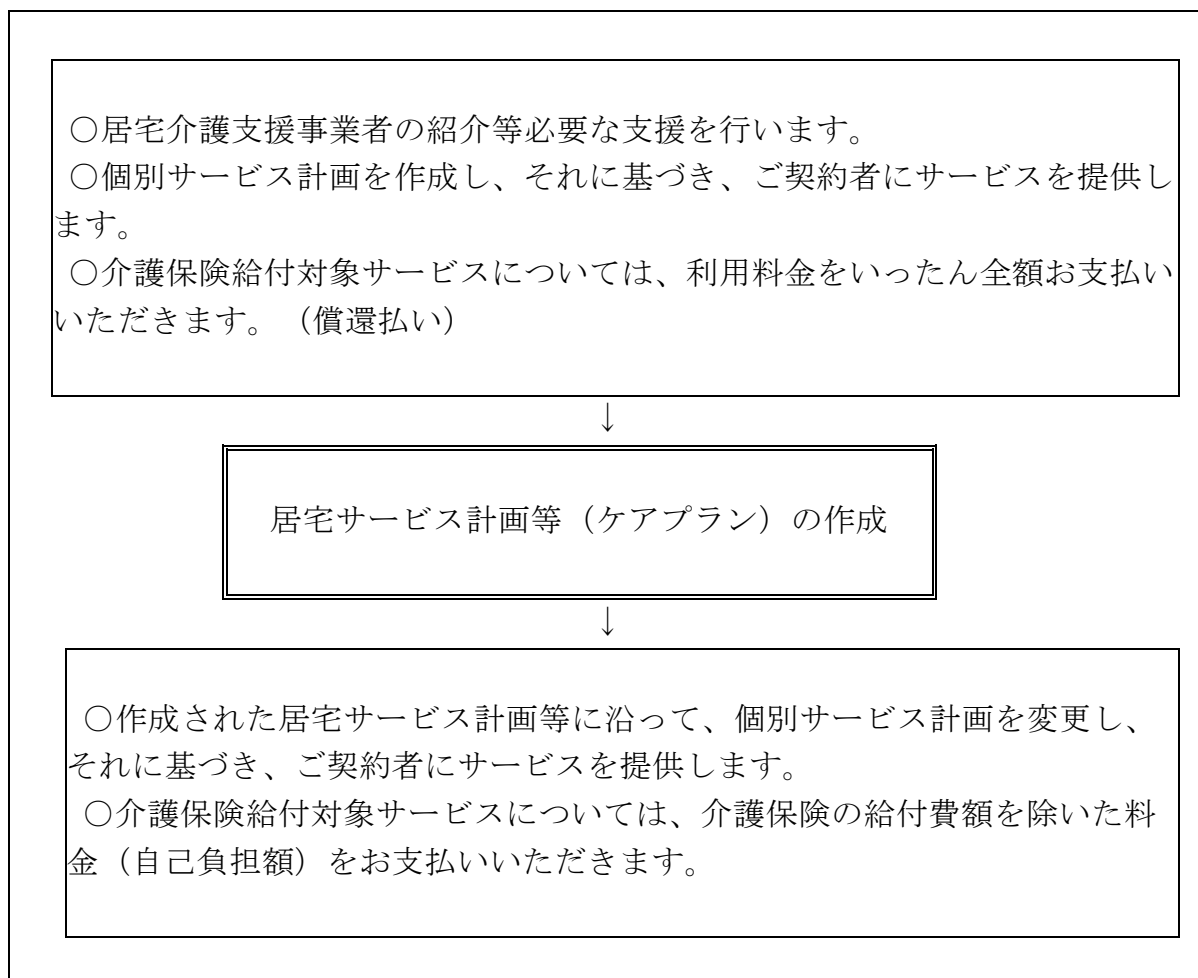 ○居宅介護支援事業者の紹介等必要な支援を行います。
○個別サービス計画を作成し、それに基づき、ご契約者にサービスを提供し
ます。
○介護保険給付対象サービスについては、利用料金をいったん全額お支払い
いただきます。（償還払い）
↓
居宅サービス計画等（ケアプラン）の作成
↓
○作成された居宅サービス計画等に沿って、個別サービス計画を変更し、
それに基づき、ご契約者にサービスを提供します。
○介護保険給付対象サービスについては、介護保険の給付費額を除いた料
金（自己負担額）をお支払いいただきます。